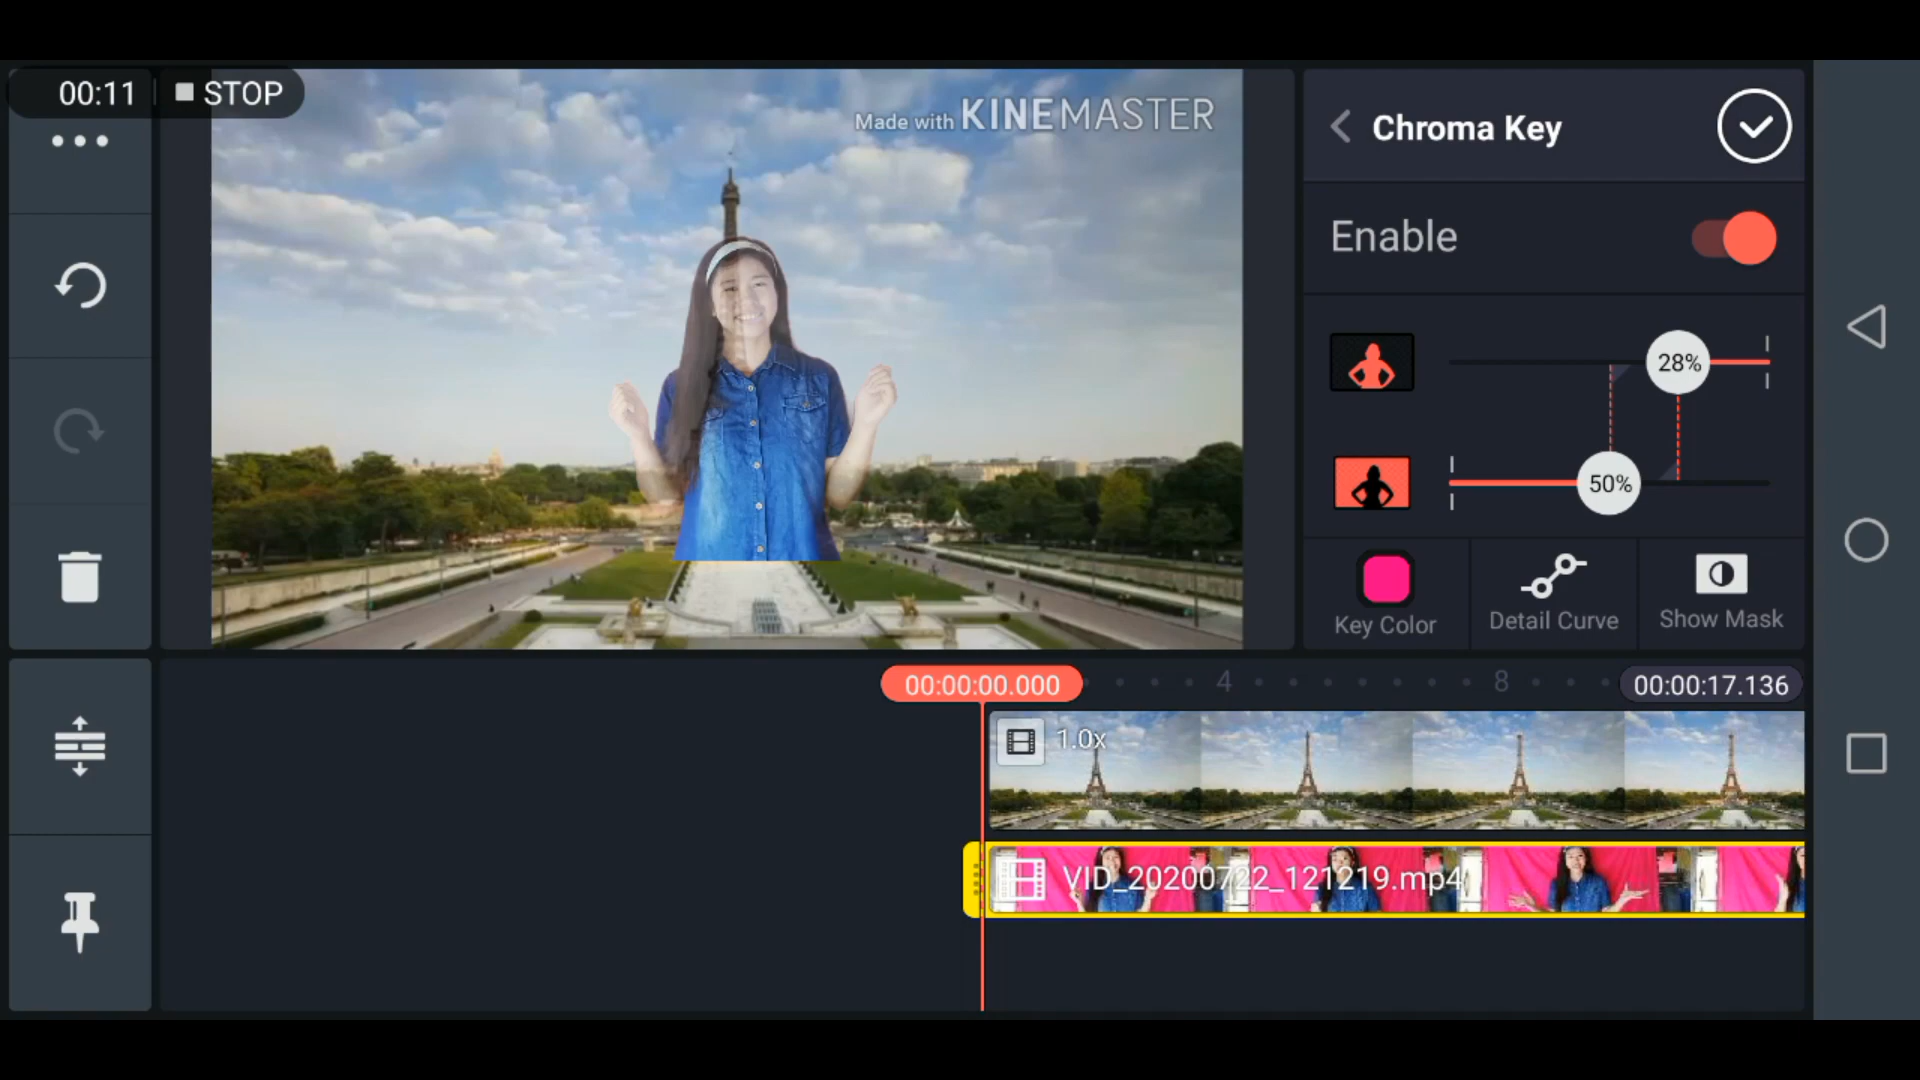 00:11 STOP
Made with KINEMASTER
Chroma Key
Enable
28%
50%
Key Color
Detail Curve
Show Mask
00:00:00.000
4
8
00:00:17.136
1.0x
VID_20200722_121219.mp4